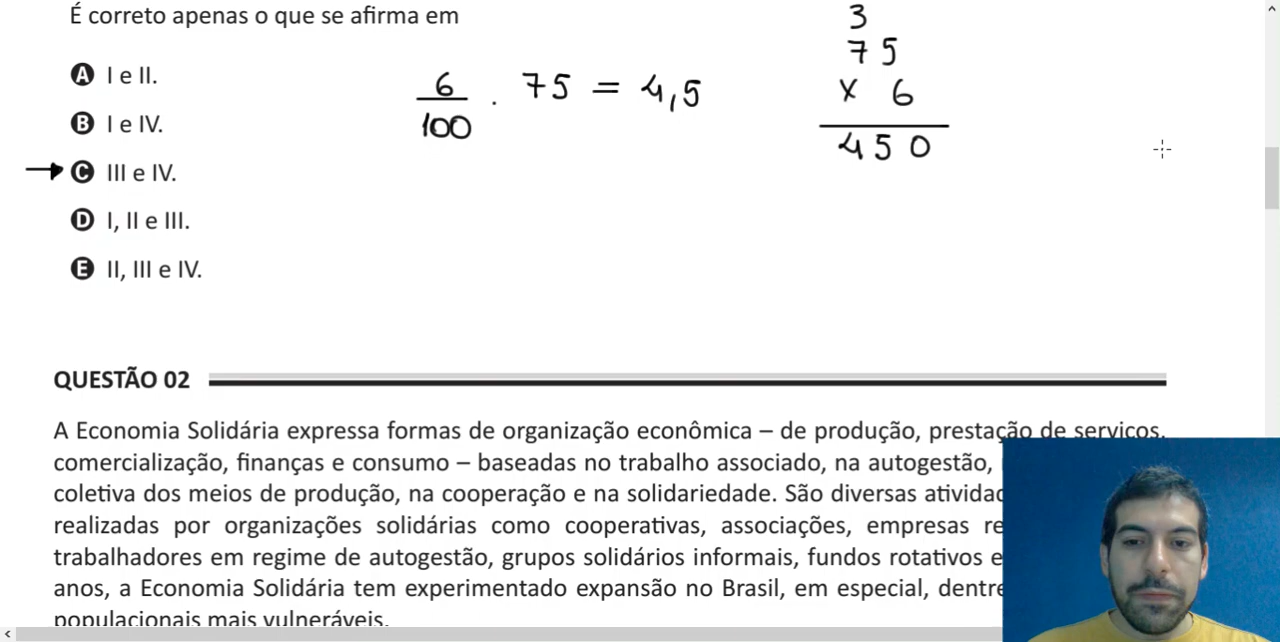 É correto apenas o que se afirma em
A I e II.
B I e IV.
C III e IV.
D I, II e III.
E II, III e IV.
6/100 . 75 = 4,5
3
75
x 6
450
QUESTÃO 02
A Economia Solidária expressa formas de organização econômica – de produção, prestação de serviços,
comercialização, finanças e consumo – baseadas no trabalho associado, na autogestão,
coletiva dos meios de produção, na cooperação e na solidariedade. São diversas
realizadas por organizações solidárias como cooperativas, associações, empresas
trabalhadores em regime de autogestão, grupos solidários informais, fundos rotativos e
anos, a Economia Solidária tem experimentado expansão no Brasil, em especial,
populacionais mais vulneráveis.